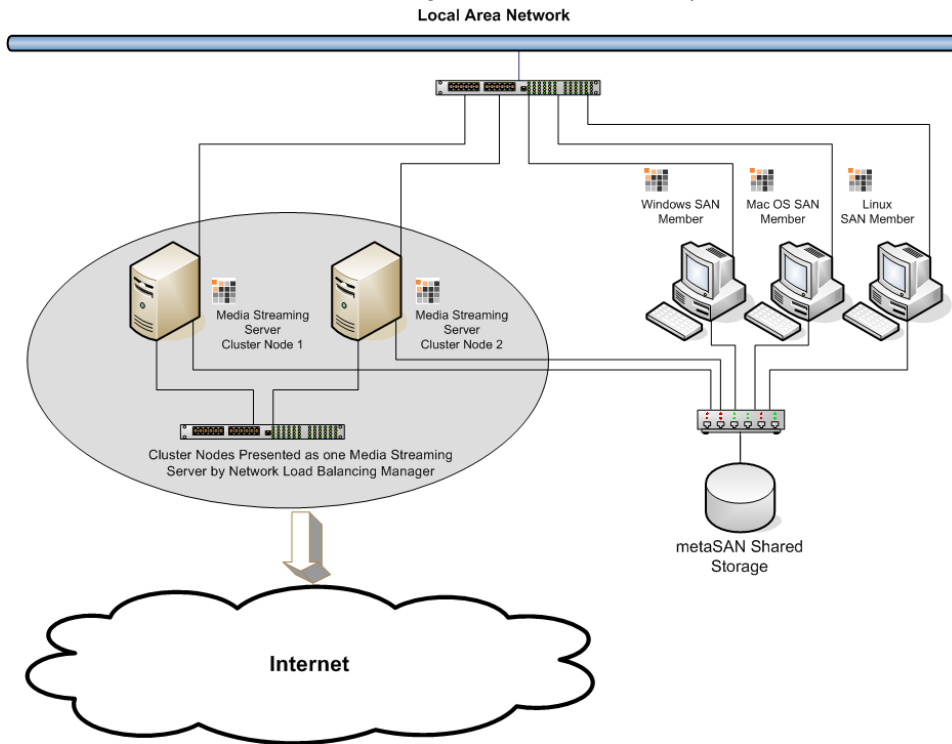 Local Area Network
Windows SAN
Member
Mac OS SAN
Member
Linux
SAN Member
Media Streaming
Server
Cluster Node 1
Media Streaming
Server
Cluster Node 2
Cluster Nodes Presented as one Media Streaming
Server by Network Load Balancing Manager
metaSAN Shared
Storage
Internet